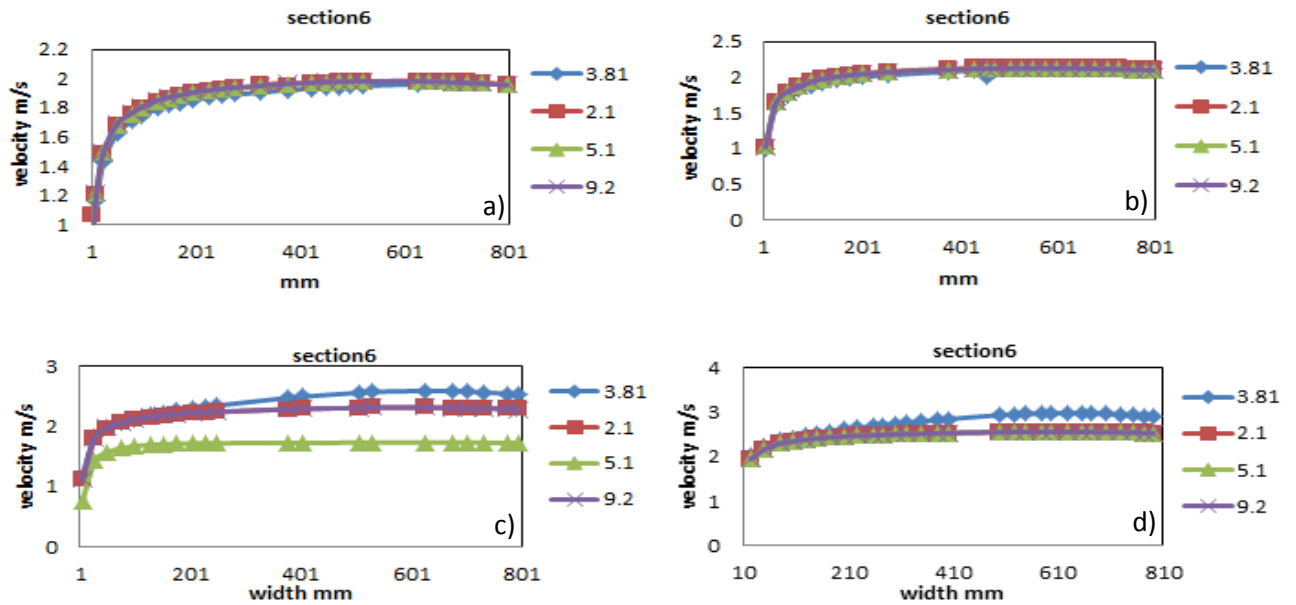 section6
velocity m/s
2.2
2
1.8
1.6
1.4
1.2
1
1 201 401 601 801
mm
3.81
2.1
5.1
9.2
a)
section6
velocity m/s
2.5
2
1.5
1
0.5
0
1 201 401 601 801
mm
3.81
2.1
5.1
9.2
b)
section6
velocity m/s
3
2
1
0
1 201 401 601 801
width mm
3.81
2.1
5.1
9.2
c)
section6
velocity m/s
4
3
2
1
0
10 210 410 610 810
width mm
3.81
2.1
5.1
9.2
d)